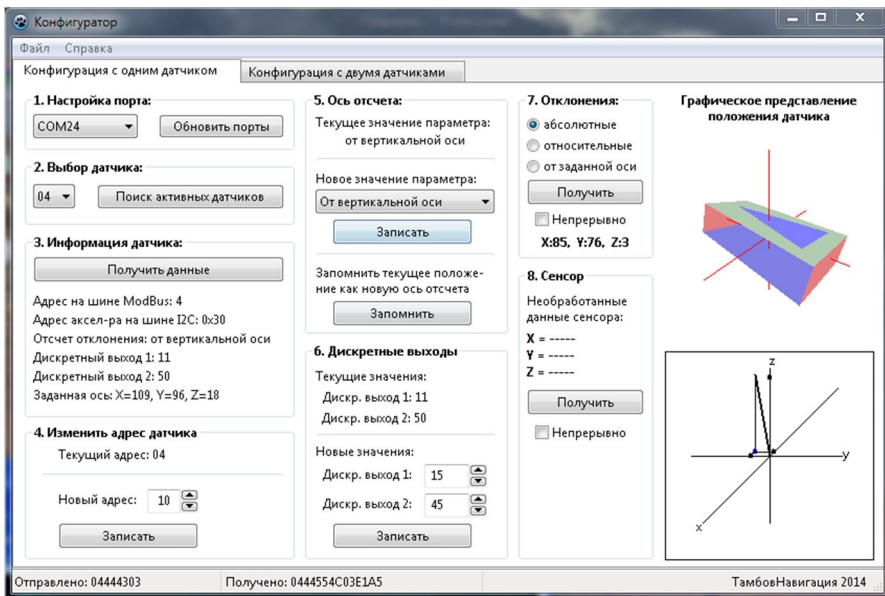 Конфигуратор
Файл Справка
Конфигурация с одним датчиком
Конфигурация с двумя датчиками
1. Настройка порта:
COM24
Обновить порты
2. Выбор датчика:
04
Поиск активных датчиков
3. Информация датчика:
Получить данные
Адрес на шине ModBus: 4
Адрес аксел-ра на шине I2C: 0x30
Отсчет отклонения: от вертикальной оси
Дискретный выход 1: 11
Дискретный выход 2: 50
Заданная ось: X=109, Y=96, Z=18
4. Изменить адрес датчика
Текущий адрес: 04
Новый адрес: 10
Записать
5. Ось отсчета:
Текущее значение параметра:
от вертикальной оси
Новое значение параметра:
От вертикальной оси
Записать
Запомнить текущее положе-
ние как новую ось отсчета
Запомнить
6. Дискретные выходы
Текущие значения:
Дискр. выход 1: 11
Дискр. выход 2: 50
Новые значения:
Дискр. выход 1: 15
Дискр. выход 2: 45
Записать
7. Отклонения:
абсолютные
относительные
от заданной оси
Получить
Непрерывно
X:85, Y:76, Z:3
8. Сенсор
Необработанные
данные сенсора:
X = -----
Y = -----
Z = -----
Получить
Непрерывно
Графическое представление
положения датчика
z
y
x
Отправлено: 04444303
Получено: 0444554C03E1A5
ТамбовНавигация 2014